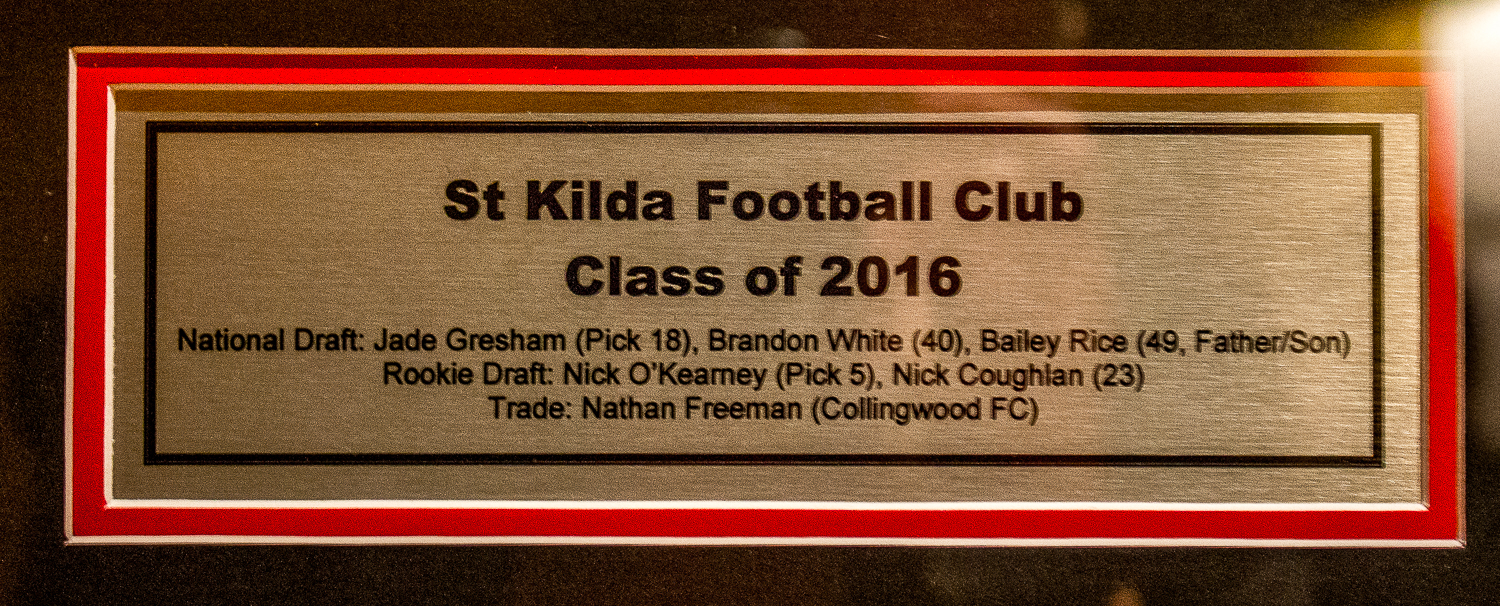 St Kilda Football Club
Class of 2016
National Draft: Jade Gresham (Pick 18), Brandon White (40), Bailey Rice (49, Father/Son)
Rookie Draft: Nick O'Kearney (Pick 5), Nick Coughlan (23)
Trade: Nathan Freeman (Collingwood FC)